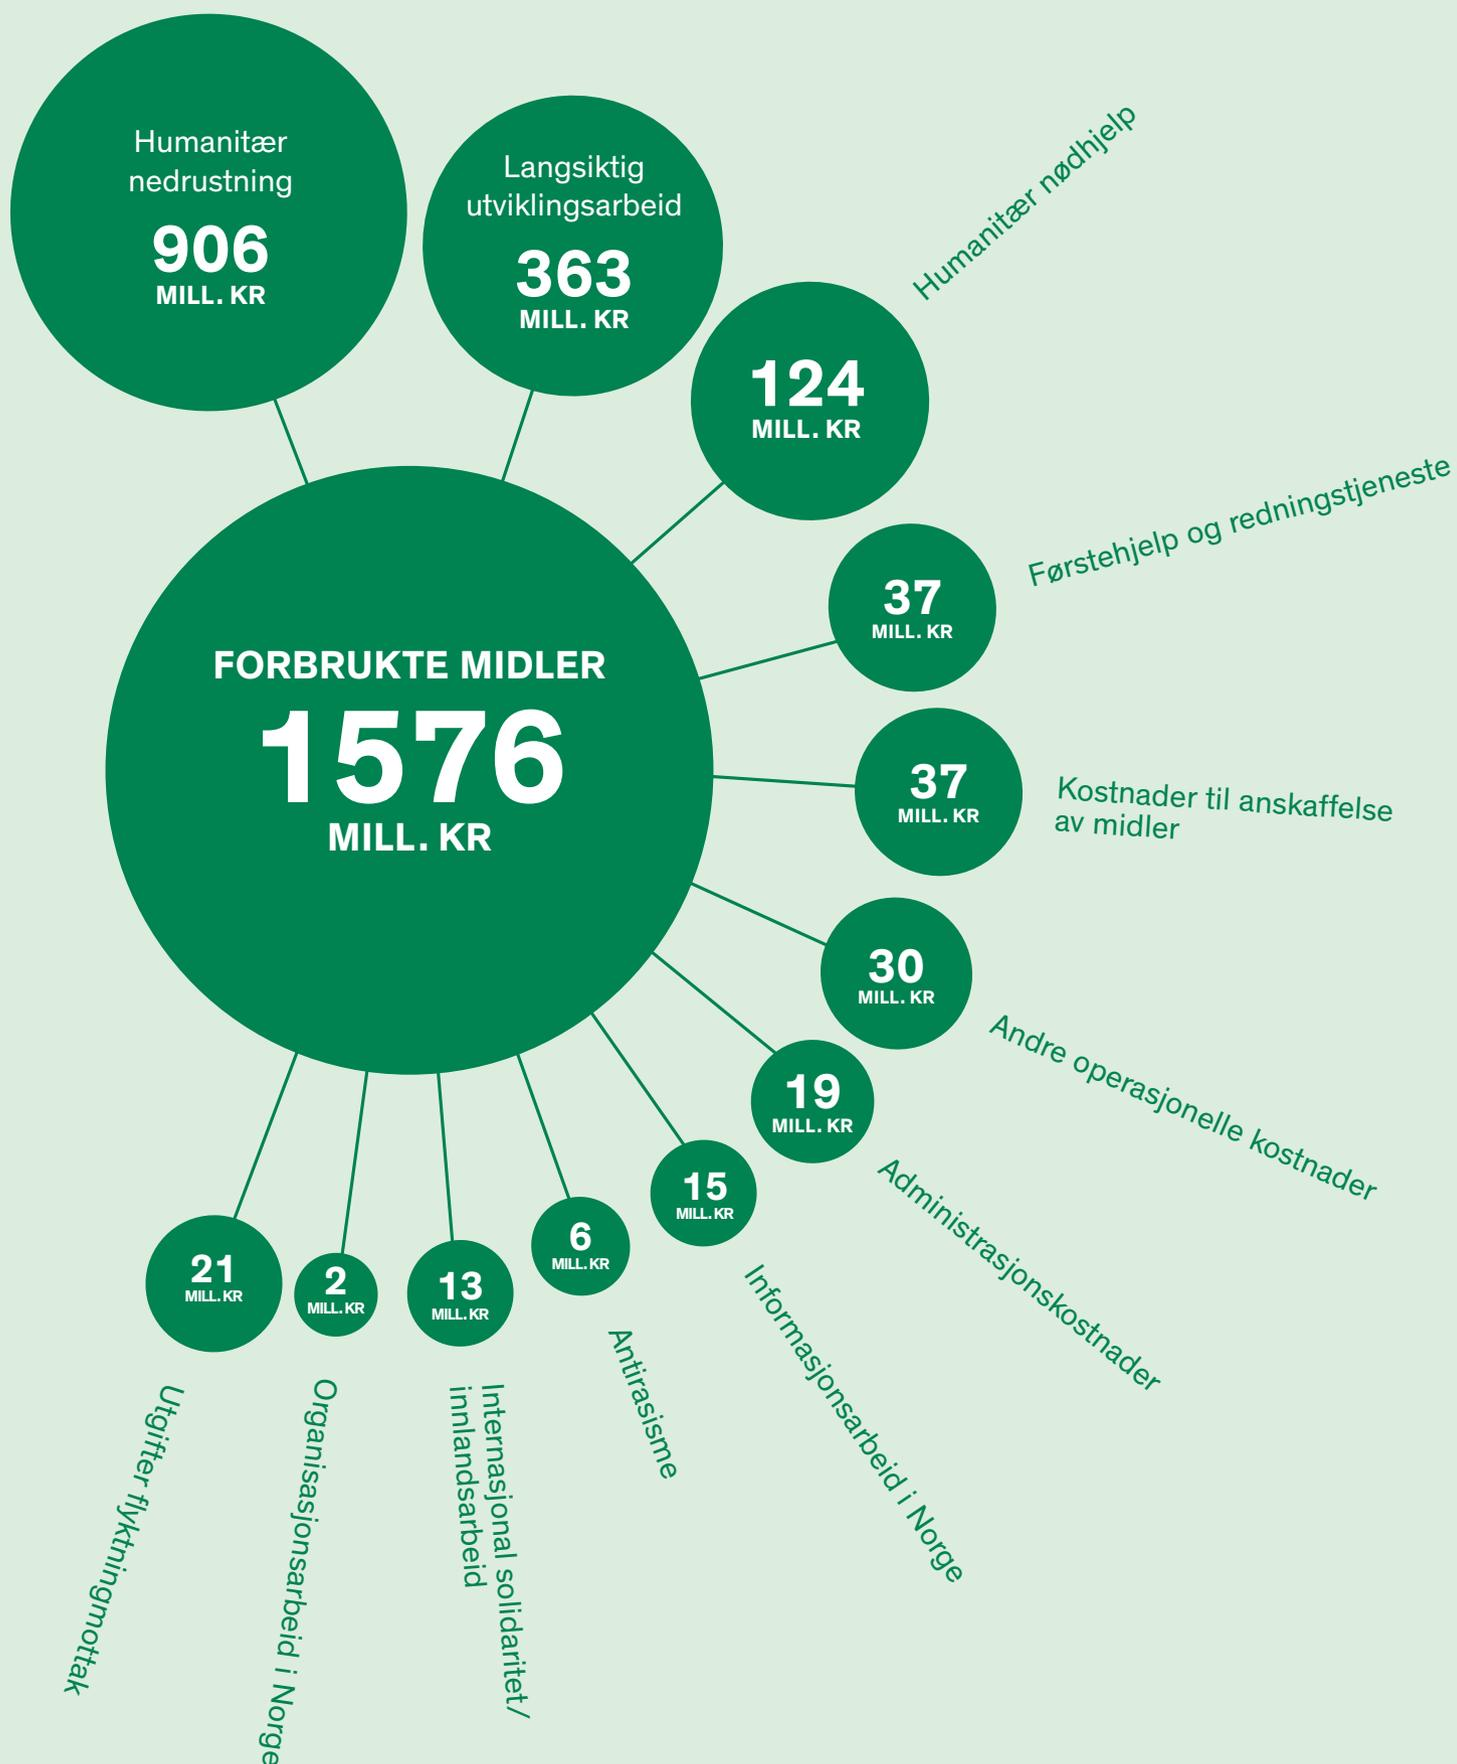 Humanitær
nedrustning
906
MILL. KR
Langsiktig
utviklingsarbeid
363
MILL. KR
Humanitær nødhjelp
124
MILL. KR
Førstehjelp og redningstjeneste
37
MILL. KR
FORBRUKTE MIDLER
1576
MILL. KR
37
MILL. KR
Kostnader til anskaffelse
av midler
30
MILL. KR
Andre operasjonelle kostnader
19
MILL. KR
Administrasjonskostnader
15
MILL. KR
Informasjonsarbeid i Norge
6
MILL. KR
Antirasisme
13
MILL. KR
Internasjonal solidaritet/
innlandsarbeid
2
MILL. KR
Organisasjonsarbeid i Norge
21
MILL. KR
Utgifter flyktningmottak